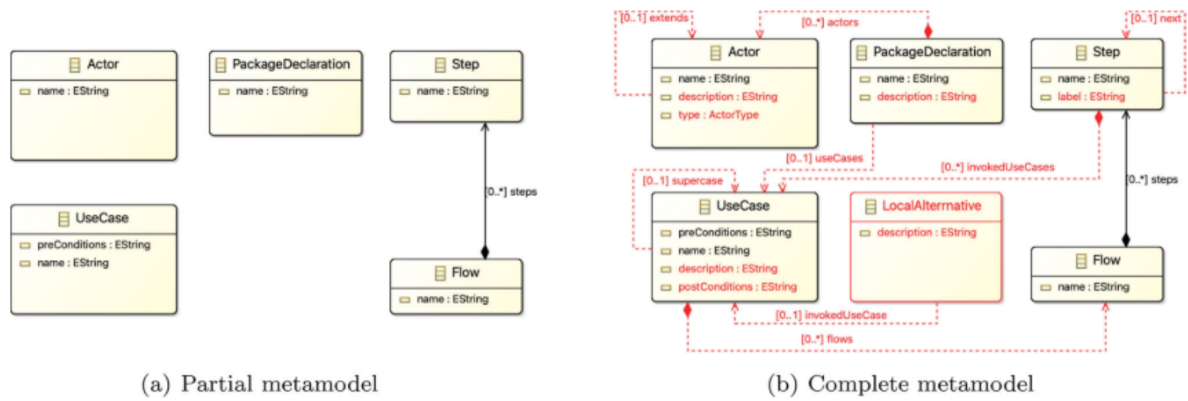 Actor
name : EString
PackageDeclaration
name : EString
Step
name : EString
[0..*] steps
UseCase
preConditions : EString
name : EString
Flow
name : EString
(a) Partial metamodel
[0..1] extends
[0..*] actors
[0..1] next
Actor
name : EString
description : EString
type : ActorType
PackageDeclaration
name : EString
description : EString
Step
name : EString
label : EString
[0..1] useCases
[0..*] invokedUseCases
[0..1] supercase
[0..*] steps
UseCase
preConditions : EString
name : EString
description : EString
postConditions : EString
LocalAlterrnative
description : EString
Flow
name : EString
[0..1] invokedUseCase
[0..*] flows
(b) Complete metamodel